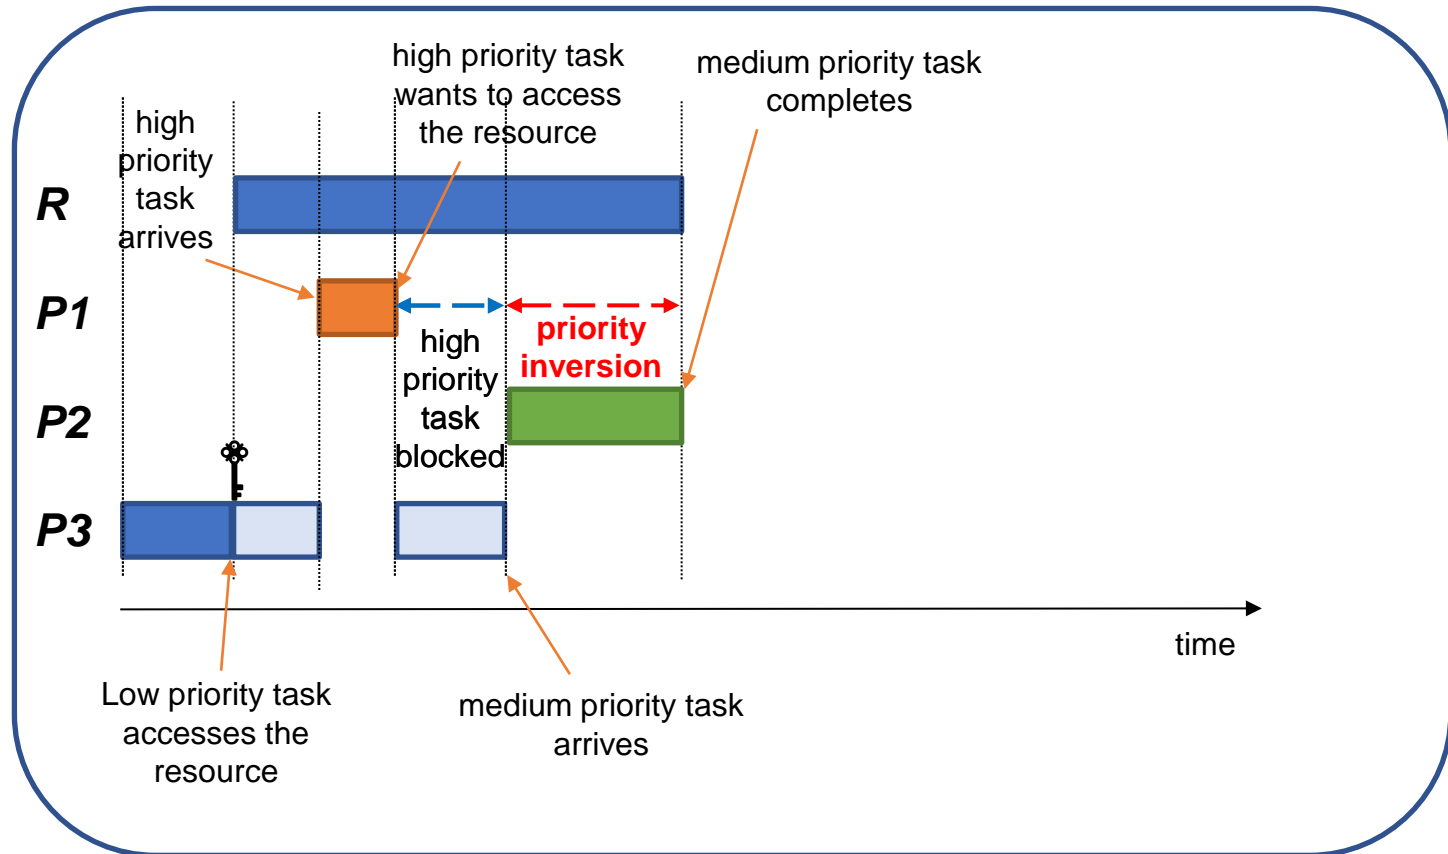 high priority task
wants to access
the resource
medium priority task
completes
high
priority
task
arrives
R
P1
priority
inversion
high
priority
task
blocked
P2
P3
time
Low priority task
accesses the
resource
medium priority task
arrives